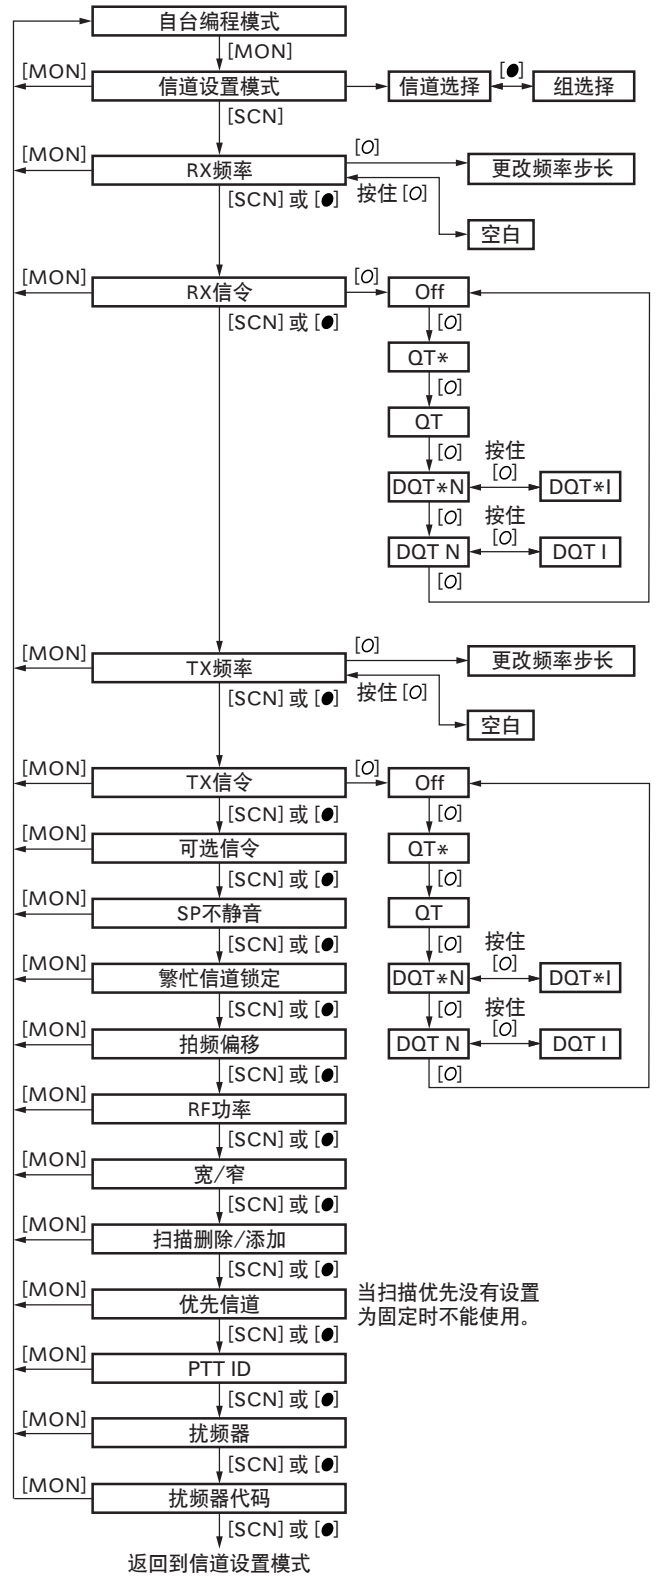 自台编程模式
[MON]
[MON]
信道设置模式
信道选择
[●]
组选择
[SCN]
[MON]
RX频率
[O]
更改频率步长
[SCN] 或 [●]
按住 [O]
空白
[MON]
RX信令
[O]
Off
[SCN] 或 [●]
[O]
QT*
[O]
QT
[O]
按住
[O]
DQT*N
DQT*I
[O]
按住
[O]
DQT N
DQT I
[O]
[MON]
TX频率
[O]
更改频率步长
[SCN] 或 [●]
按住 [O]
空白
[MON]
TX信令
[O]
Off
[SCN] 或 [●]
[O]
[MON]
可选信令
QT*
[SCN] 或 [●]
[O]
[MON]
SP不静音
QT
[SCN] 或 [●]
[O]
按住
[O]
[MON]
繁忙信道锁定
DQT*N
DQT*I
[SCN] 或 [●]
[O]
按住
[O]
[MON]
拍频偏移
DQT N
DQT I
[SCN] 或 [●]
[O]
[MON]
RF功率
[SCN] 或 [●]
[MON]
宽/窄
[SCN] 或 [●]
[MON]
扫描删除/添加
[SCN] 或 [●]
[MON]
优先信道
当扫描优先没有设置
为固定时不能使用。
[SCN] 或 [●]
[MON]
PTT ID
[SCN] 或 [●]
[MON]
扰频器
[SCN] 或 [●]
[MON]
扰频器代码
[SCN] 或 [●]
返回到信道设置模式